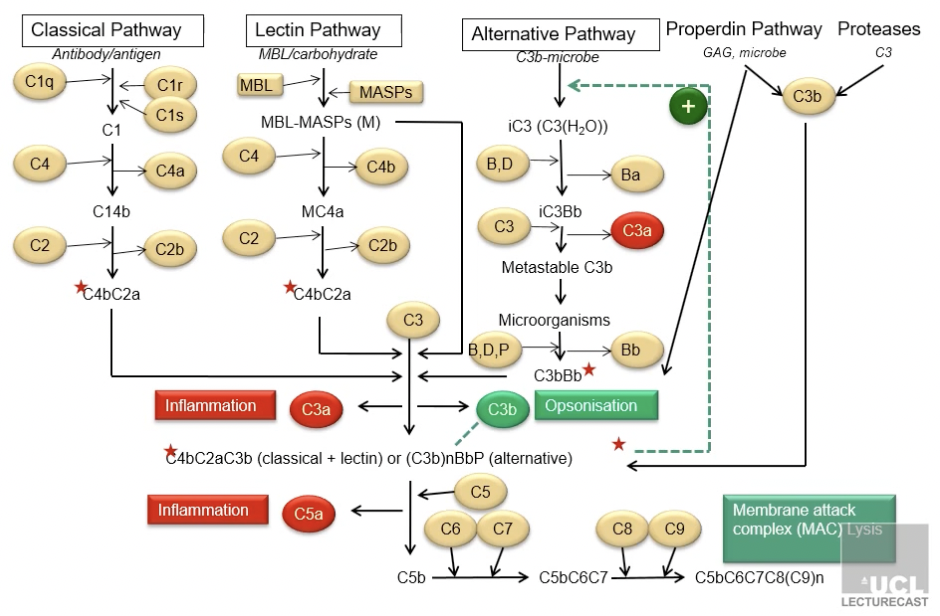 Classical Pathway
Lectin Pathway
Alternative Pathway
Properdin Pathway
Proteases
Antibody/antigen
MBL/carbohydrate
C3b-microbe
GAG, microbe
C3
C1q
C1r
C1s
C1
C4
C4a
C14b
C2
C2b
C4bC2a
MBL
MASPs
MBL-MASPs (M)
C4
C4b
MC4a
C2
C2b
C4bC2a
iC3 (C3(H₂O))
B,D
Ba
iC3Bb
C3
C3a
Metastable C3b
Microorganisms
B,D,P
Bb
C3bBb
+
C3b
C3
Inflammation
C3a
C3b
Opsonisation
C4bC2aC3b (classical + lectin) or (C3b)nBbP (alternative)
Inflammation
C5a
C5
C6
C7
C8
C9
Membrane attack
complex (MAC) Lysis
C5b
C5bC6C7
C5bC6C7C8(C9)n
UCL
LECTURECAST